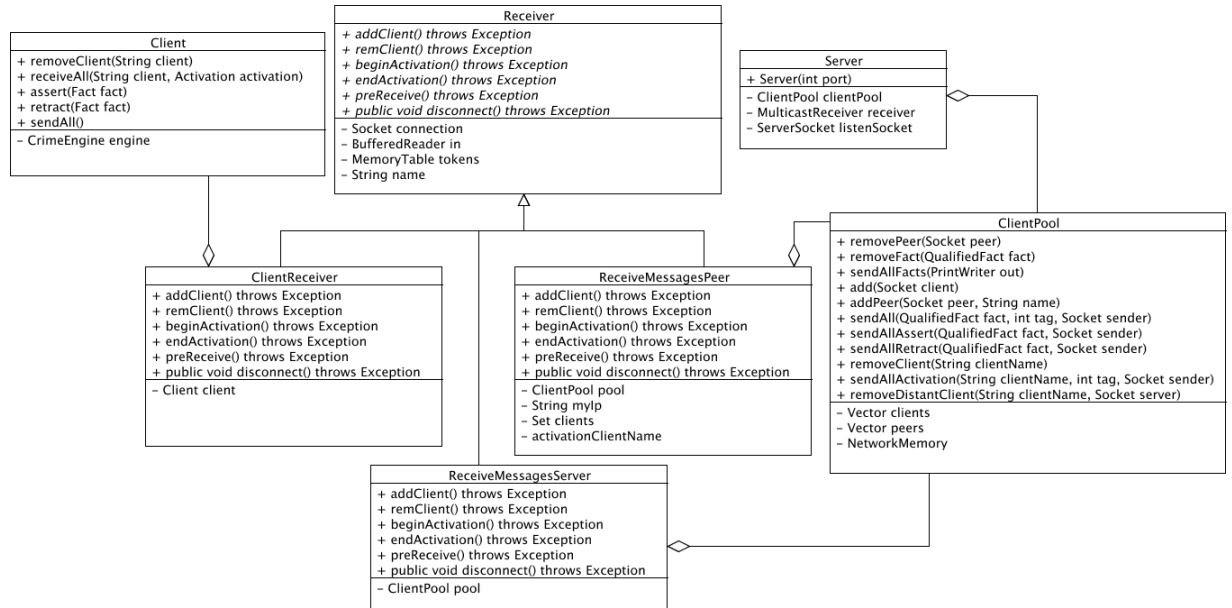 Client
+ removeClient(String client)
+ receiveAll(String client, Activation activation)
+ assert(Fact fact)
+ retract(Fact fact)
+ sendAll()
– CrimeEngine engine
Receiver
+ addClient() throws Exception
+ remClient() throws Exception
+ beginActivation() throws Exception
+ endActivation() throws Exception
+ preReceive() throws Exception
+ public void disconnect() throws Exception
– Socket connection
– BufferedReader in
– MemoryTable tokens
– String name
Server
+ Server(int port)
– ClientPool clientPool
– MulticastReceiver receiver
– ServerSocket listenSocket
ClientReceiver
+ addClient() throws Exception
+ remClient() throws Exception
+ beginActivation() throws Exception
+ endActivation() throws Exception
+ preReceive() throws Exception
+ public void disconnect() throws Exception
– Client client
ReceiveMessagesPeer
+ addClient() throws Exception
+ remClient() throws Exception
+ beginActivation() throws Exception
+ endActivation() throws Exception
+ preReceive() throws Exception
+ public void disconnect() throws Exception
– ClientPool pool
– String myIp
– Set clients
– activationClientName
ClientPool
+ removePeer(Socket peer)
+ removeFact(QualifiedFact fact)
+ sendAllFacts(PrintWriter out)
+ add(Socket client)
+ addPeer(Socket peer, String name)
+ sendAll(QualifiedFact fact, int tag, Socket sender)
+ sendAllAssert(QualifiedFact fact, Socket sender)
+ sendAllRetract(QualifiedFact fact, Socket sender)
+ removeClient(String clientName)
+ sendAllActivation(String clientName, int tag, Socket sender)
+ removeDistantClient(String clientName, Socket server)
– Vector clients
– Vector peers
– NetworkMemory
ReceiveMessagesServer
+ addClient() throws Exception
+ remClient() throws Exception
+ beginActivation() throws Exception
+ endActivation() throws Exception
+ preReceive() throws Exception
+ public void disconnect() throws Exception
– ClientPool pool